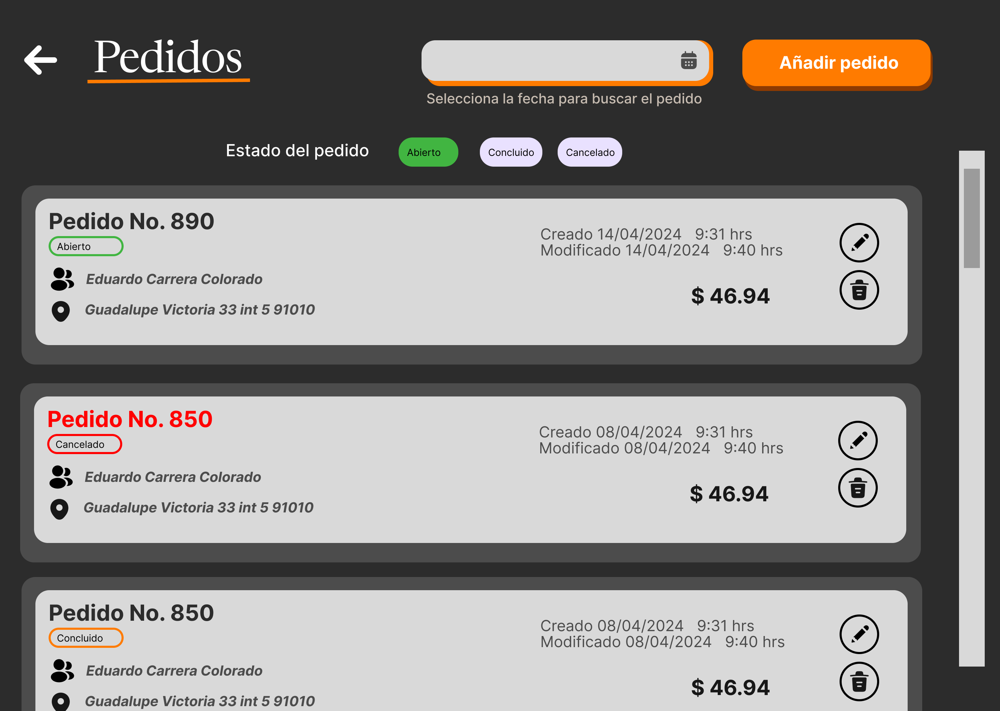 Pedidos
Añadir pedido
Selecciona la fecha para buscar el pedido
Estado del pedido
Abierto
Concluido
Cancelado
Pedido No. 890
Abierto
Creado 14/04/2024 9:31 hrs
Modificado 14/04/2024 9:40 hrs
Eduardo Carrera Colorado
$ 46.94
Guadalupe Victoria 33 int 5 91010
Pedido No. 850
Cancelado
Creado 08/04/2024 9:31 hrs
Modificado 08/04/2024 9:40 hrs
Eduardo Carrera Colorado
$ 46.94
Guadalupe Victoria 33 int 5 91010
Pedido No. 850
Concluido
Creado 08/04/2024 9:31 hrs
Modificado 08/04/2024 9:40 hrs
Eduardo Carrera Colorado
$ 46.94
Guadalupe Victoria 33 int 5 91010